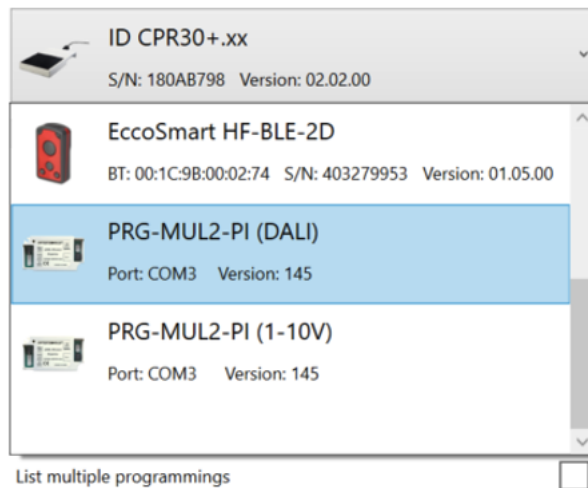 ID CPR30+.xx
S/N: 180AB798 Version: 02.02.00
EccoSmart HF-BLE-2D
BT: 00:1C:9B:00:02:74 S/N: 403279953 Version: 01.05.00
PRG-MUL2-PI (DALI)
Port: COM3 Version: 145
PRG-MUL2-PI (1-10V)
Port: COM3 Version: 145
List multiple programmings